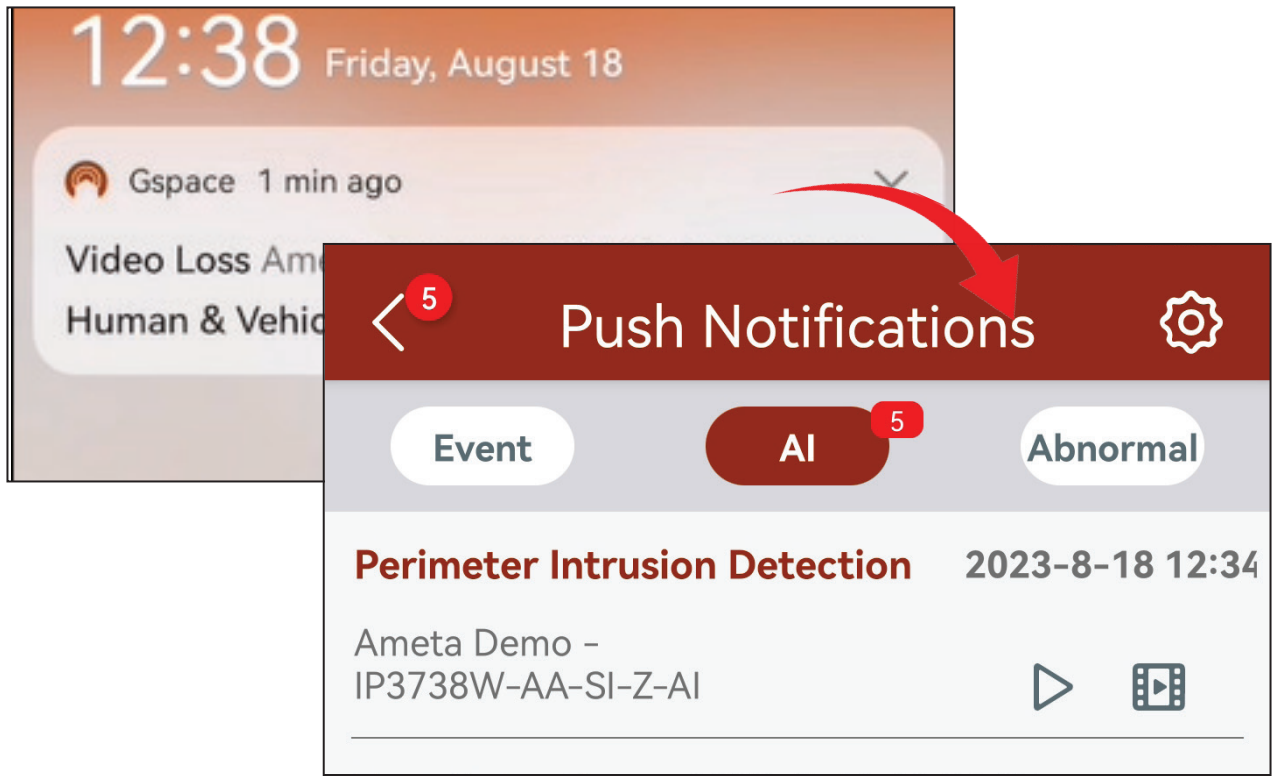 12:38 Friday, August 18
Gspace 1 min ago
Video Loss
Human &
5
Push Notifications
Event
AI
5
Abnormal
Perimeter Intrusion Detection 2023-8-18 12:34
Ameta Demo -
IP3738W-AA-SI-Z-AI